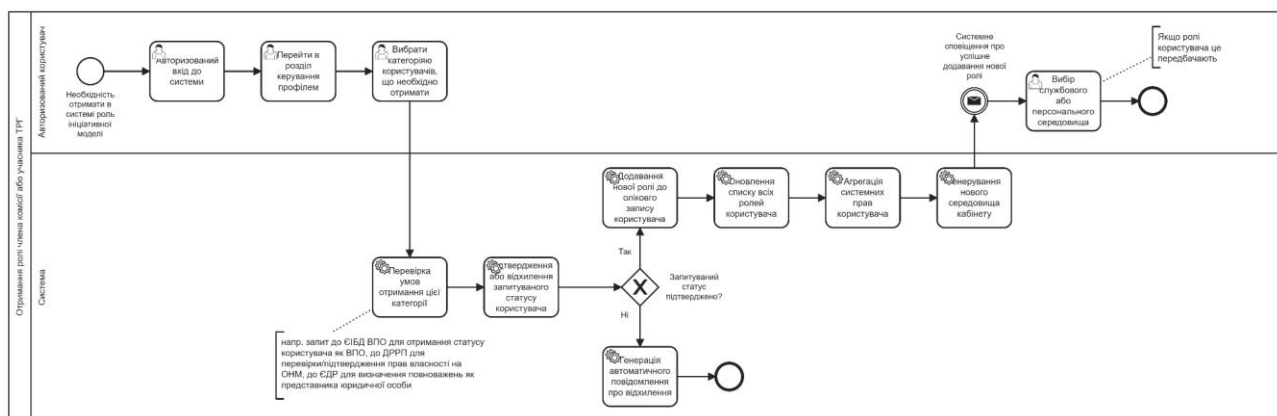 Отримання ролі члена комісії або учасника ТРГ
Авторизований користувач
Необхідність
отримати в
системі роль
ініціативної
моделі
Авторизований
вхід до
системи
Перейти в
розділ
керування
профілем
Вибрати
категоряю
користувачів,
що необхідно
отримати
Системне
сповіщення про
успішне
додавання нової
ролі
Вибір
службового
або
персонального
середовища
Якщо ролі
користувача це
передбачають
Система
Перевірка
умов
отримання цієї
категорії
напр. запит до ЄІБД ВПО для отримання статусу
користувача як ВПО, до ДРРП для
перевірки/підтвердження прав власності на
ОНМ, до ЄДР для визначення повноважень як
представника юридичної особи
Підтвердження
або відхилення
запитуваного
статусу
користувача
Запитуваний
статус
підтверджено?
Так
Ні
Додавання
нової ролі до
олікового
запису
користувача
Оновлення
списку всіх
ролей
користувача
Агрегація
системних
прав
користувача
Генерування
нового
середовища
кабінету
Генерація
автоматичного
повідомлення
про відхилення